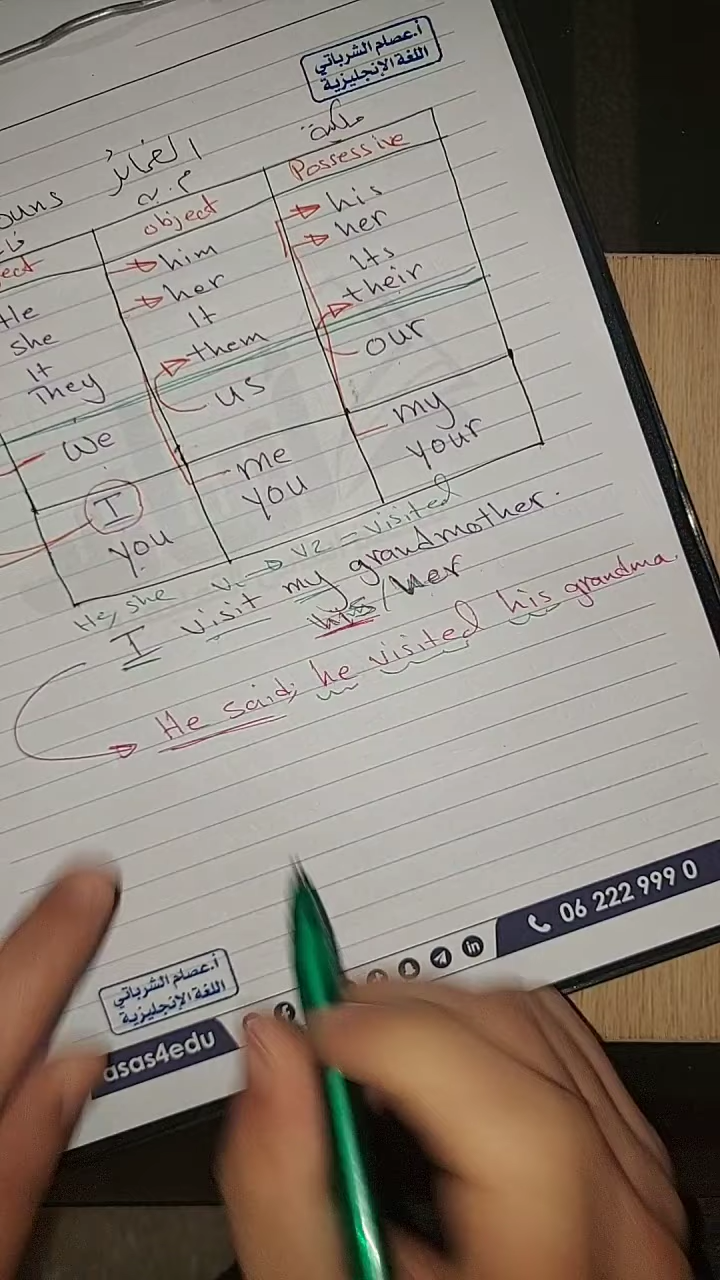 أ.عصام الشرباتي
اللغة الإنجليزية
الضمائر
ملكية
م.به
object
Possessive
He
him
his
she
her
her
It
It
Its
They
them
their
we
us
our
I
me
my
you
you
your
He, she V1 → V2 = visited
I visit my grandmother.
his/her
He said, he visited his grandma.
06 222 999 0
أ.عصام الشرباتي
اللغة الإنجليزية
asas4edu